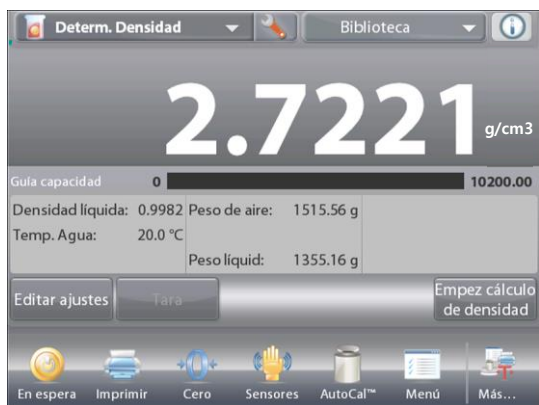 Determ. Densidad
Biblioteca
2.7221 g/cm3
Guia capacidad 0 10200.00
Densidad líquida: 0.9982 Peso de aire: 1515.56 g
Temp. Agua: 20.0 °C
Peso líquid: 1355.16 g
Editar ajustes
Tara
Empez cálculo
de densidad
En espera Imprimir Cero Sensores AutoCal™ Menú Más...